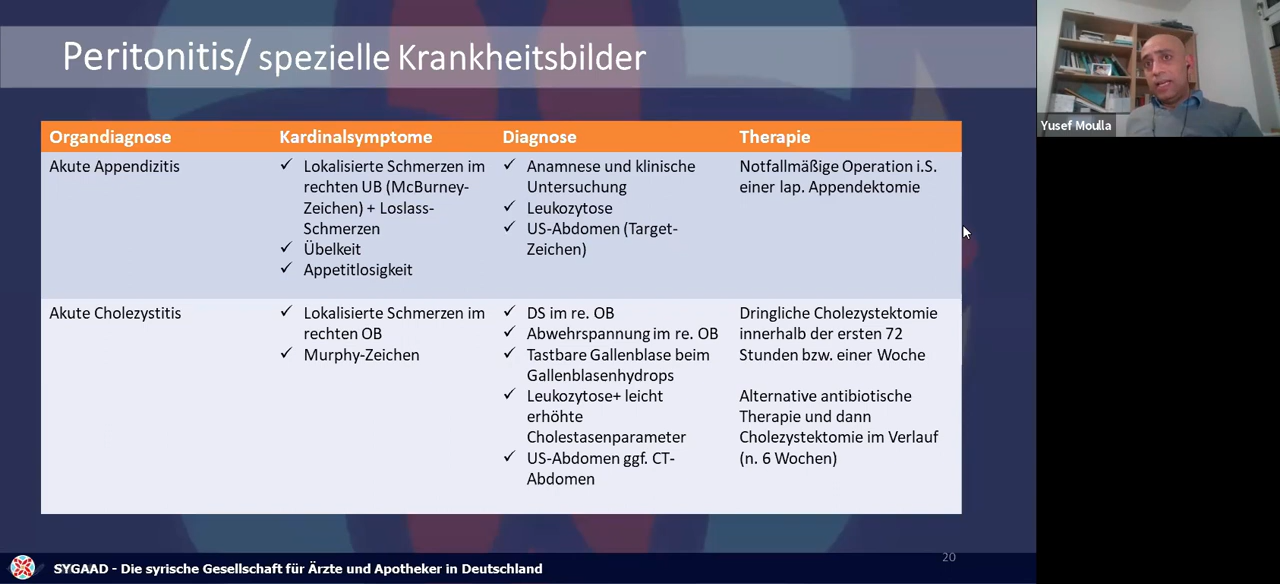 Peritonitis/ spezielle Krankheitsbilder
Yusef Moulla
Organdiagnose Kardinalsymptome Diagnose Therapie
Akute Appendizitis
✓ Lokalisierte Schmerzen im
rechten UB (McBurney-
Zeichen) + Loslass-
Schmerzen
✓ Übelkeit
✓ Appetitlosigkeit
✓ Anamnese und klinische
Untersuchung
✓ Leukozytose
✓ US-Abdomen (Target-
Zeichen)
Notfallmäßige Operation i.S.
einer lap. Appendektomie
Akute Cholezystitis
✓ Lokalisierte Schmerzen im
rechten OB
✓ Murphy-Zeichen
✓ DS im re. OB
✓ Abwehrspannung im re. OB
✓ Tastbare Gallenblase beim
Gallenblasenhydrops
✓ Leukozytose+ leicht
erhöhte
Cholestasenparameter
✓ US-Abdomen ggf. CT-
Abdomen
Dringliche Cholezystektomie
innerhalb der ersten 72
Stunden bzw. einer Woche
Alternative antibiotische
Therapie und dann
Cholezystektomie im Verlauf
(n. 6 Wochen)
20
SYGAAD - Die syrische Gesellschaft für Ärzte und Apotheker in Deutschland